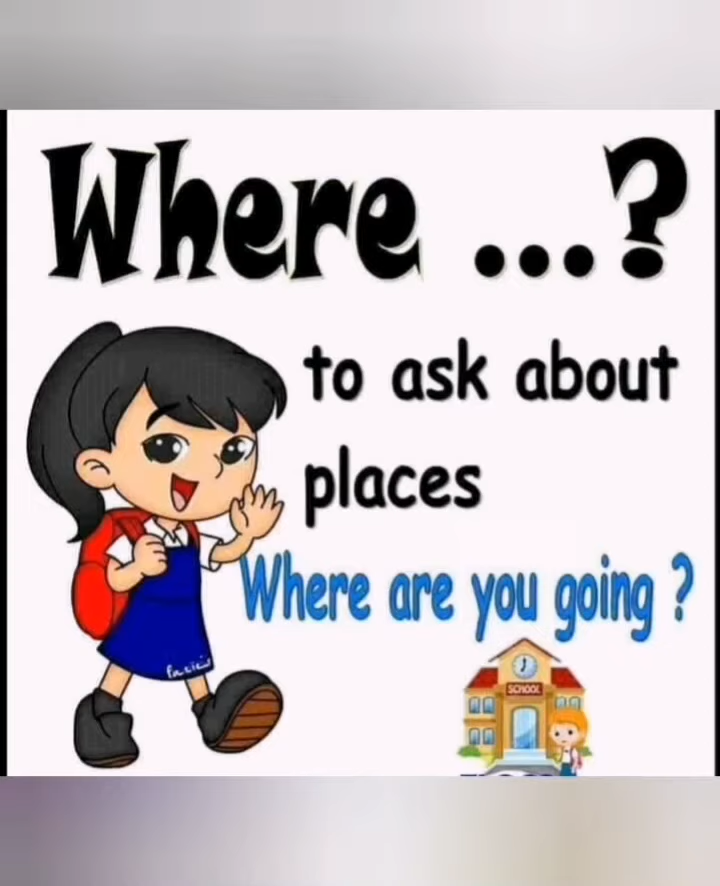 Where ...?
to ask about
places
Where are you going ?
SCHOOL